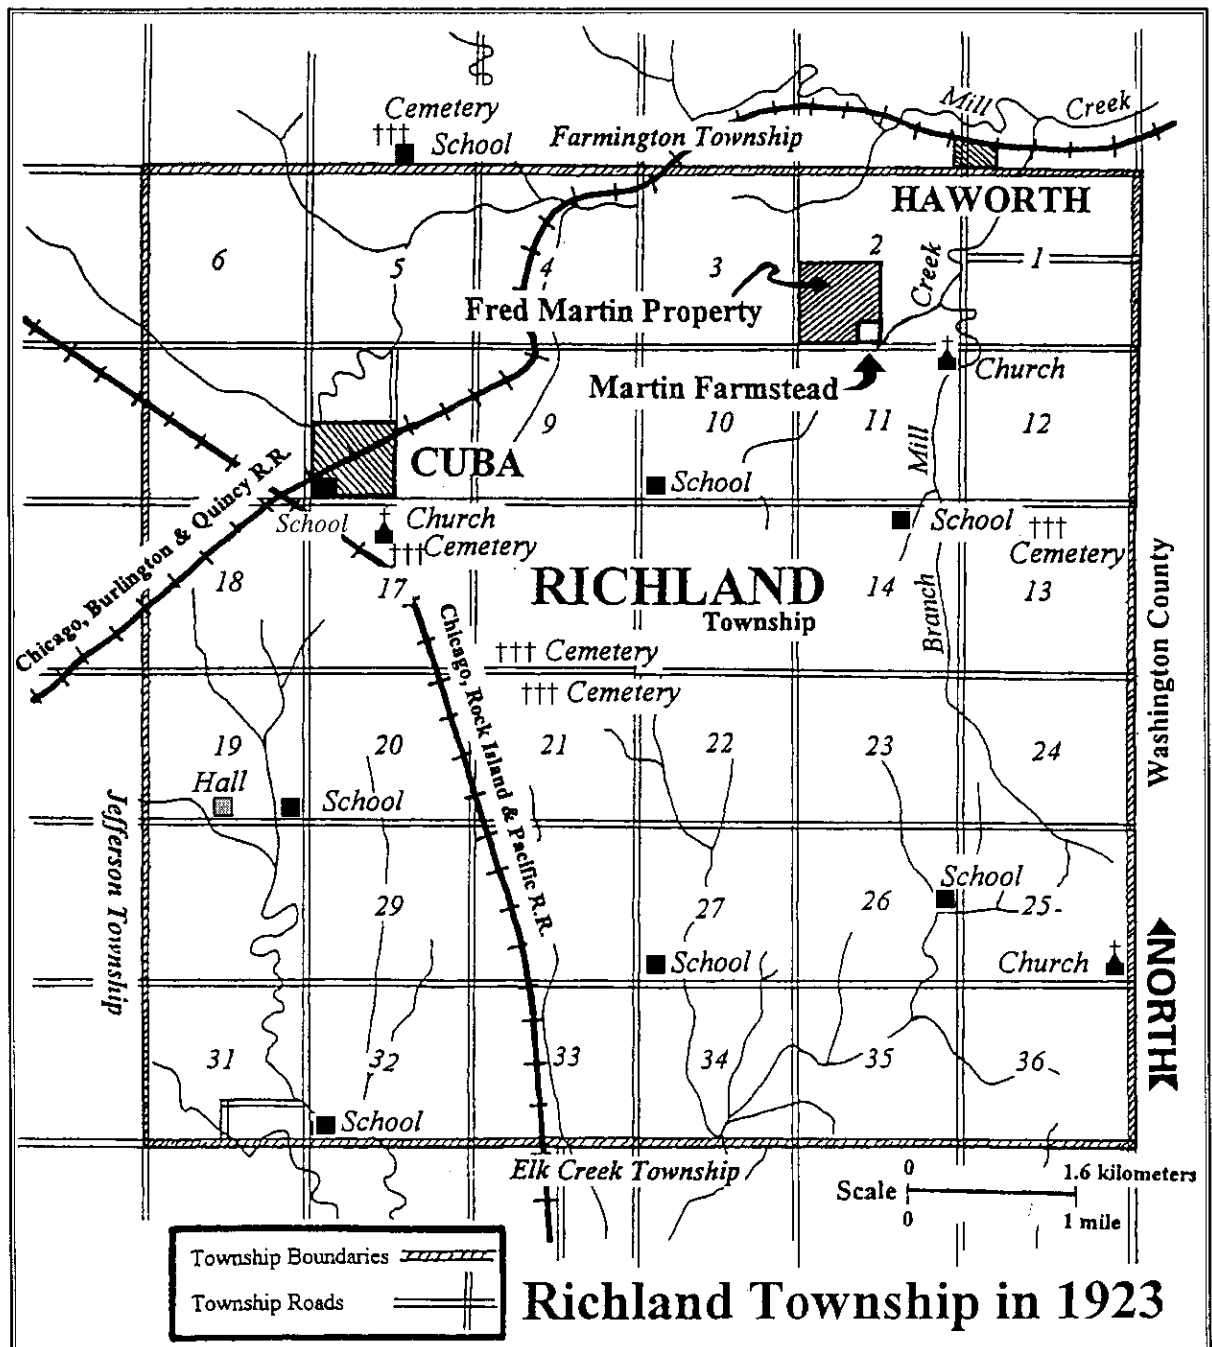 Mill Creek
Cemetery
School
Farmington Township
HAWORTH
6
5
4
3
2
1
Creek
Fred Martin Property
Martin Farmstead
Church
9
10
11
Mill
12
CUBA
School
Chicago, Burlington & Quincy R.R.
School
Church
Cemetery
School
Cemetery
18
17
RICHLAND
Township
14
Branch
13
Washington County
Cemetery
Cemetery
Chicago, Rock Island & Pacific R.R.
19
20
21
22
23
24
Hall
School
Jefferson Township
29
27
26
School
25
School
Church
NORTH
31
32
33
34
35
36
School
Elk Creek Township
0
1.6 kilometers
Scale
0
1 mile
Township Boundaries
Township Roads
Richland Township in 1923